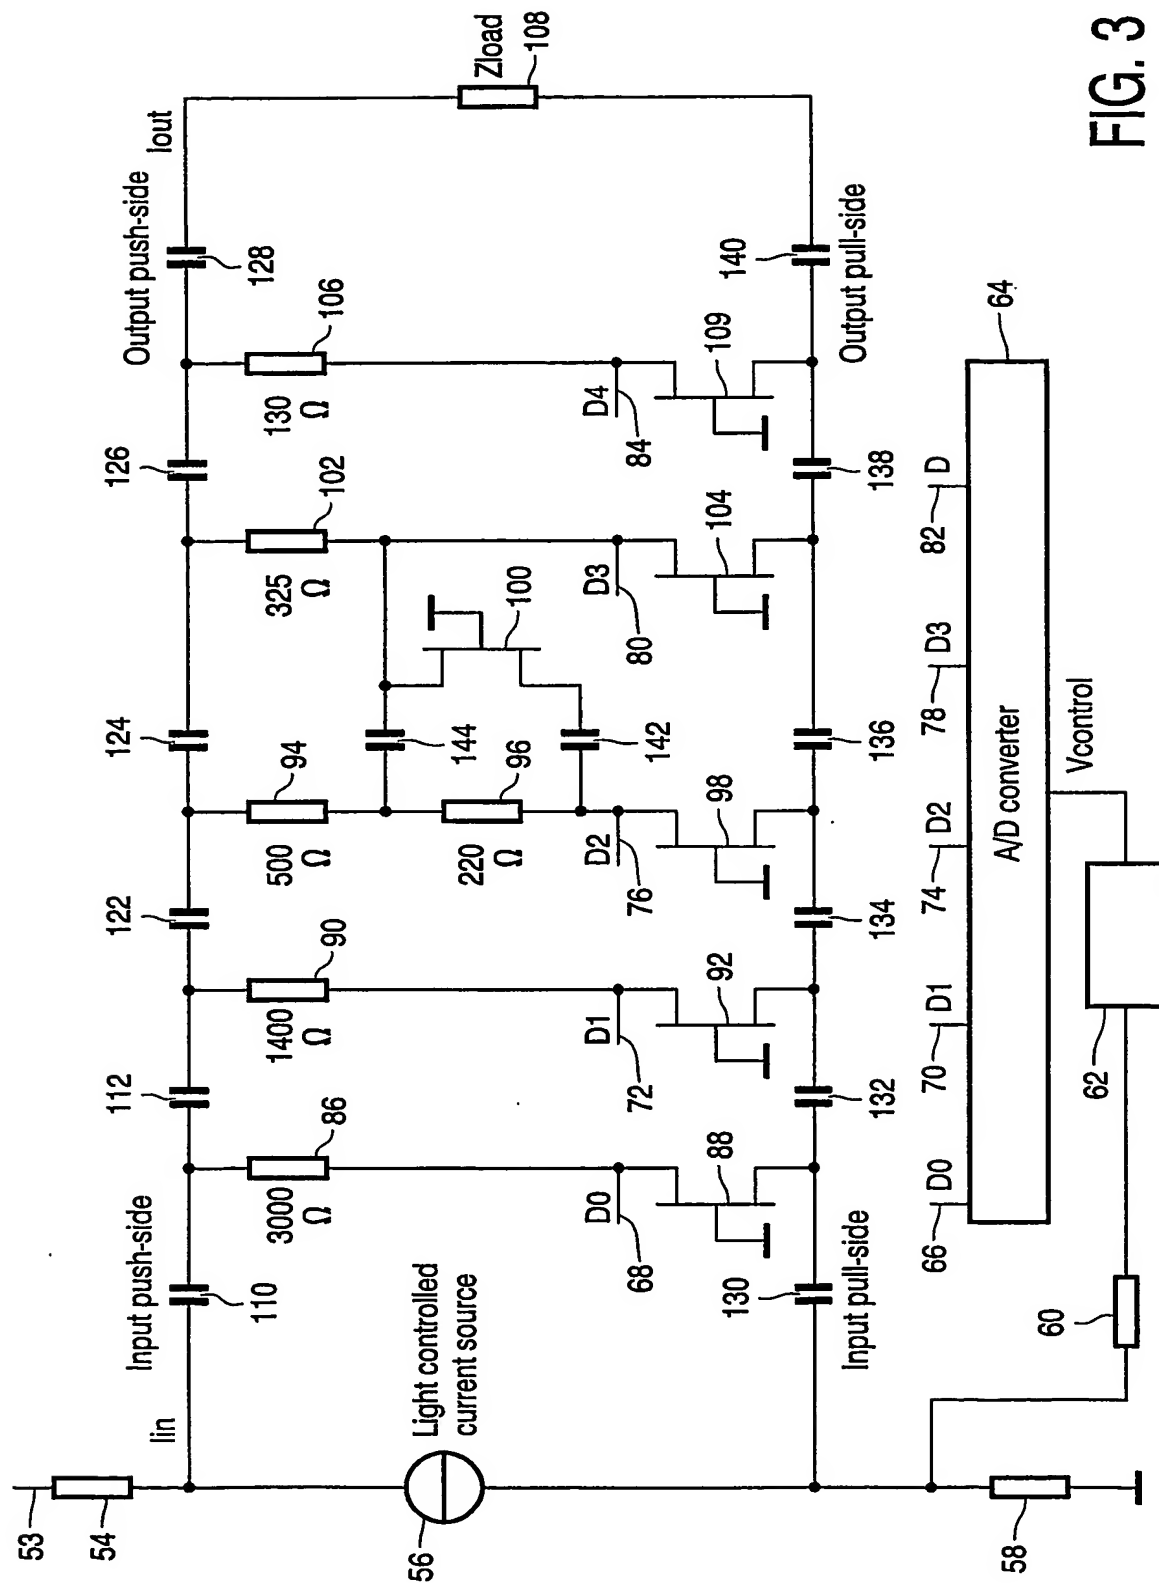 53
54
Iin
Input push-side
110
112
122
124
126
Output push-side
128
Iout
3000
Ω
86
1400
Ω
90
500
Ω
94
325
Ω
102
130
Ω
106
Zload
108
Light controlled
current source
56
144
220
Ω
96
142
100
D0
68
88
D1
72
92
D2
76
98
D3
80
104
D4
84
109
Input pull-side
130
132
134
136
138
Output pull-side
140
66
D0
70
D1
74
D2
78
D3
82
D
64
A/D converter
Vcontrol
58
60
62
FIG. 3